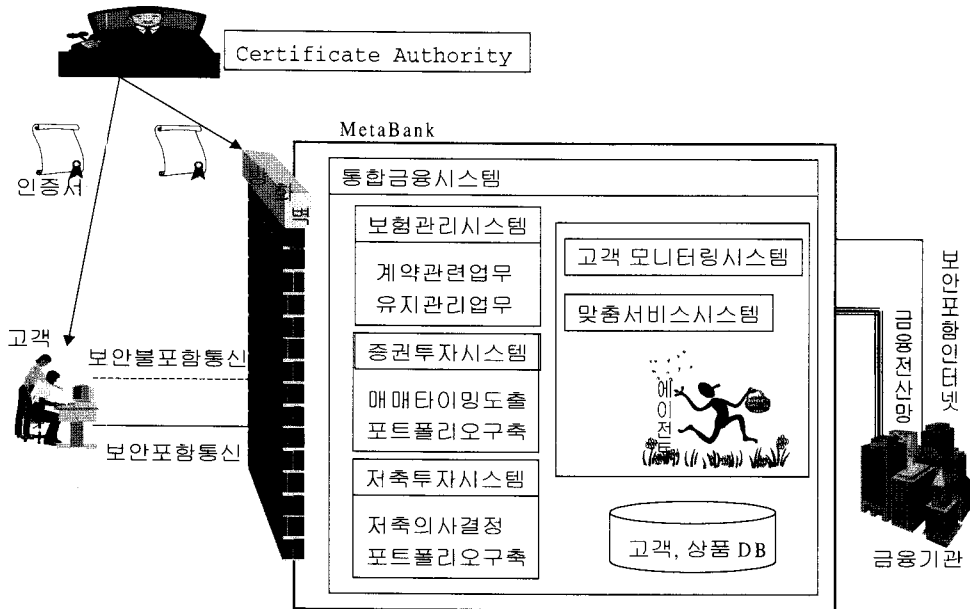 Certificate Authority
인증서
MetaBank
통합금융시스템
방화벽
보험관리시스템
계약관련업무
유지관리업무
증권투자시스템
매매타이밍도출
포트폴리오구축
저축투자시스템
저축의사결정
포트폴리오구축
고객 모니터링시스템
맞춤서비스시스템
에이전트
고객, 상품 DB
고객
보안불포함통신
보안포함통신
금융전산망
보안포함인터넷
금융기관